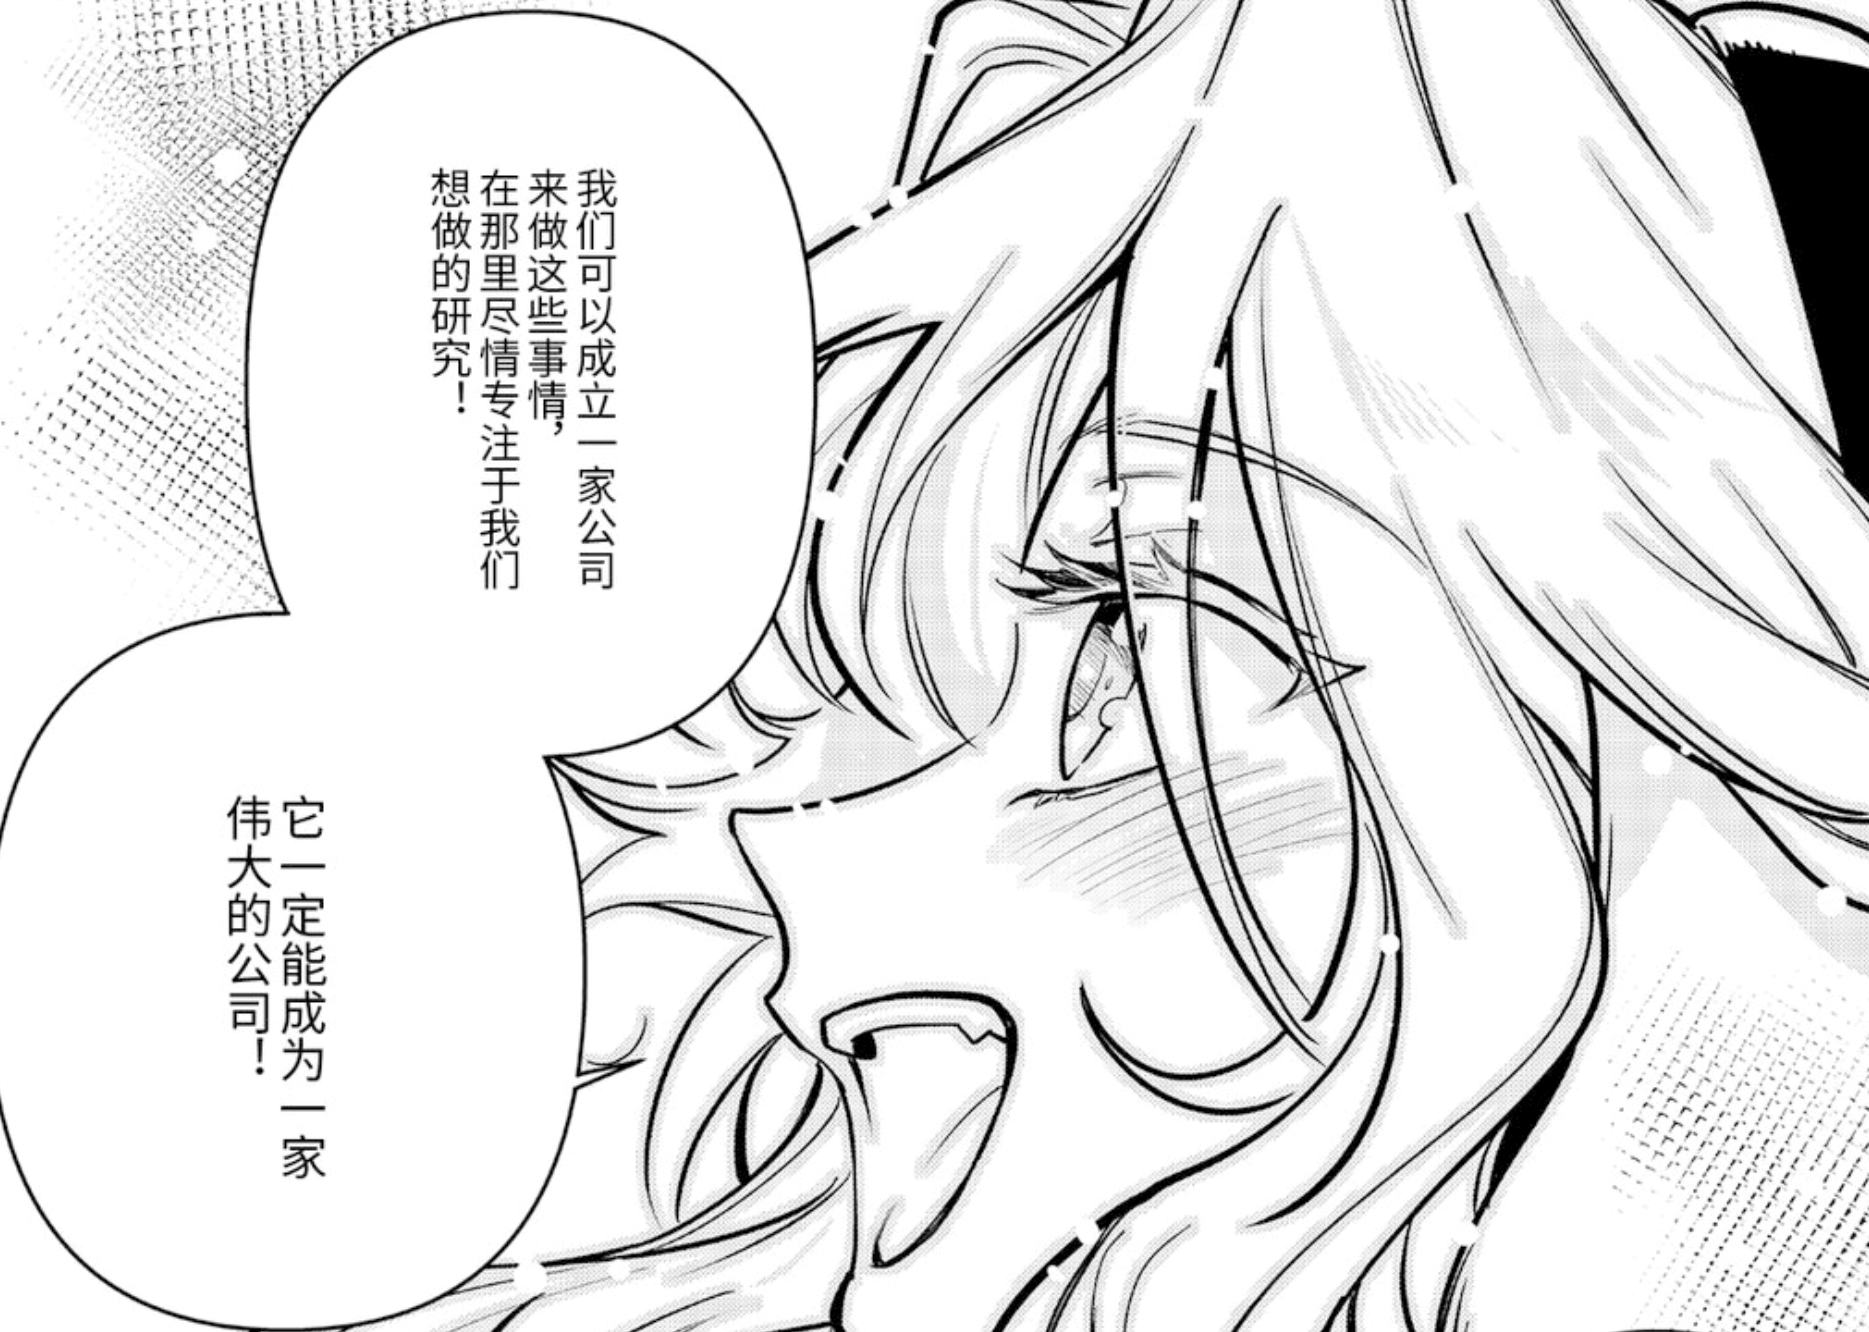 我们可以成立一家公司
来做这些事情，
在那里尽情专注于我们
想做的研究！
它一定能成为一家
伟大的公司！